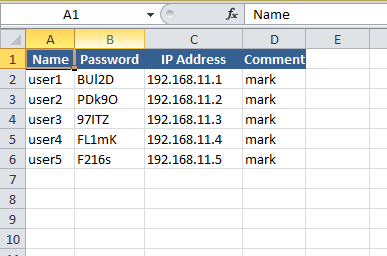 A1 fx Name
A B C D E F
1 Name Password IP Address Comment
2 user1 BUl2D 192.168.11.1 mark
3 user2 PDk9O 192.168.11.2 mark
4 user3 97ITZ 192.168.11.3 mark
5 user4 FL1mK 192.168.11.4 mark
6 user5 F216s 192.168.11.5 mark
7
8
9
10